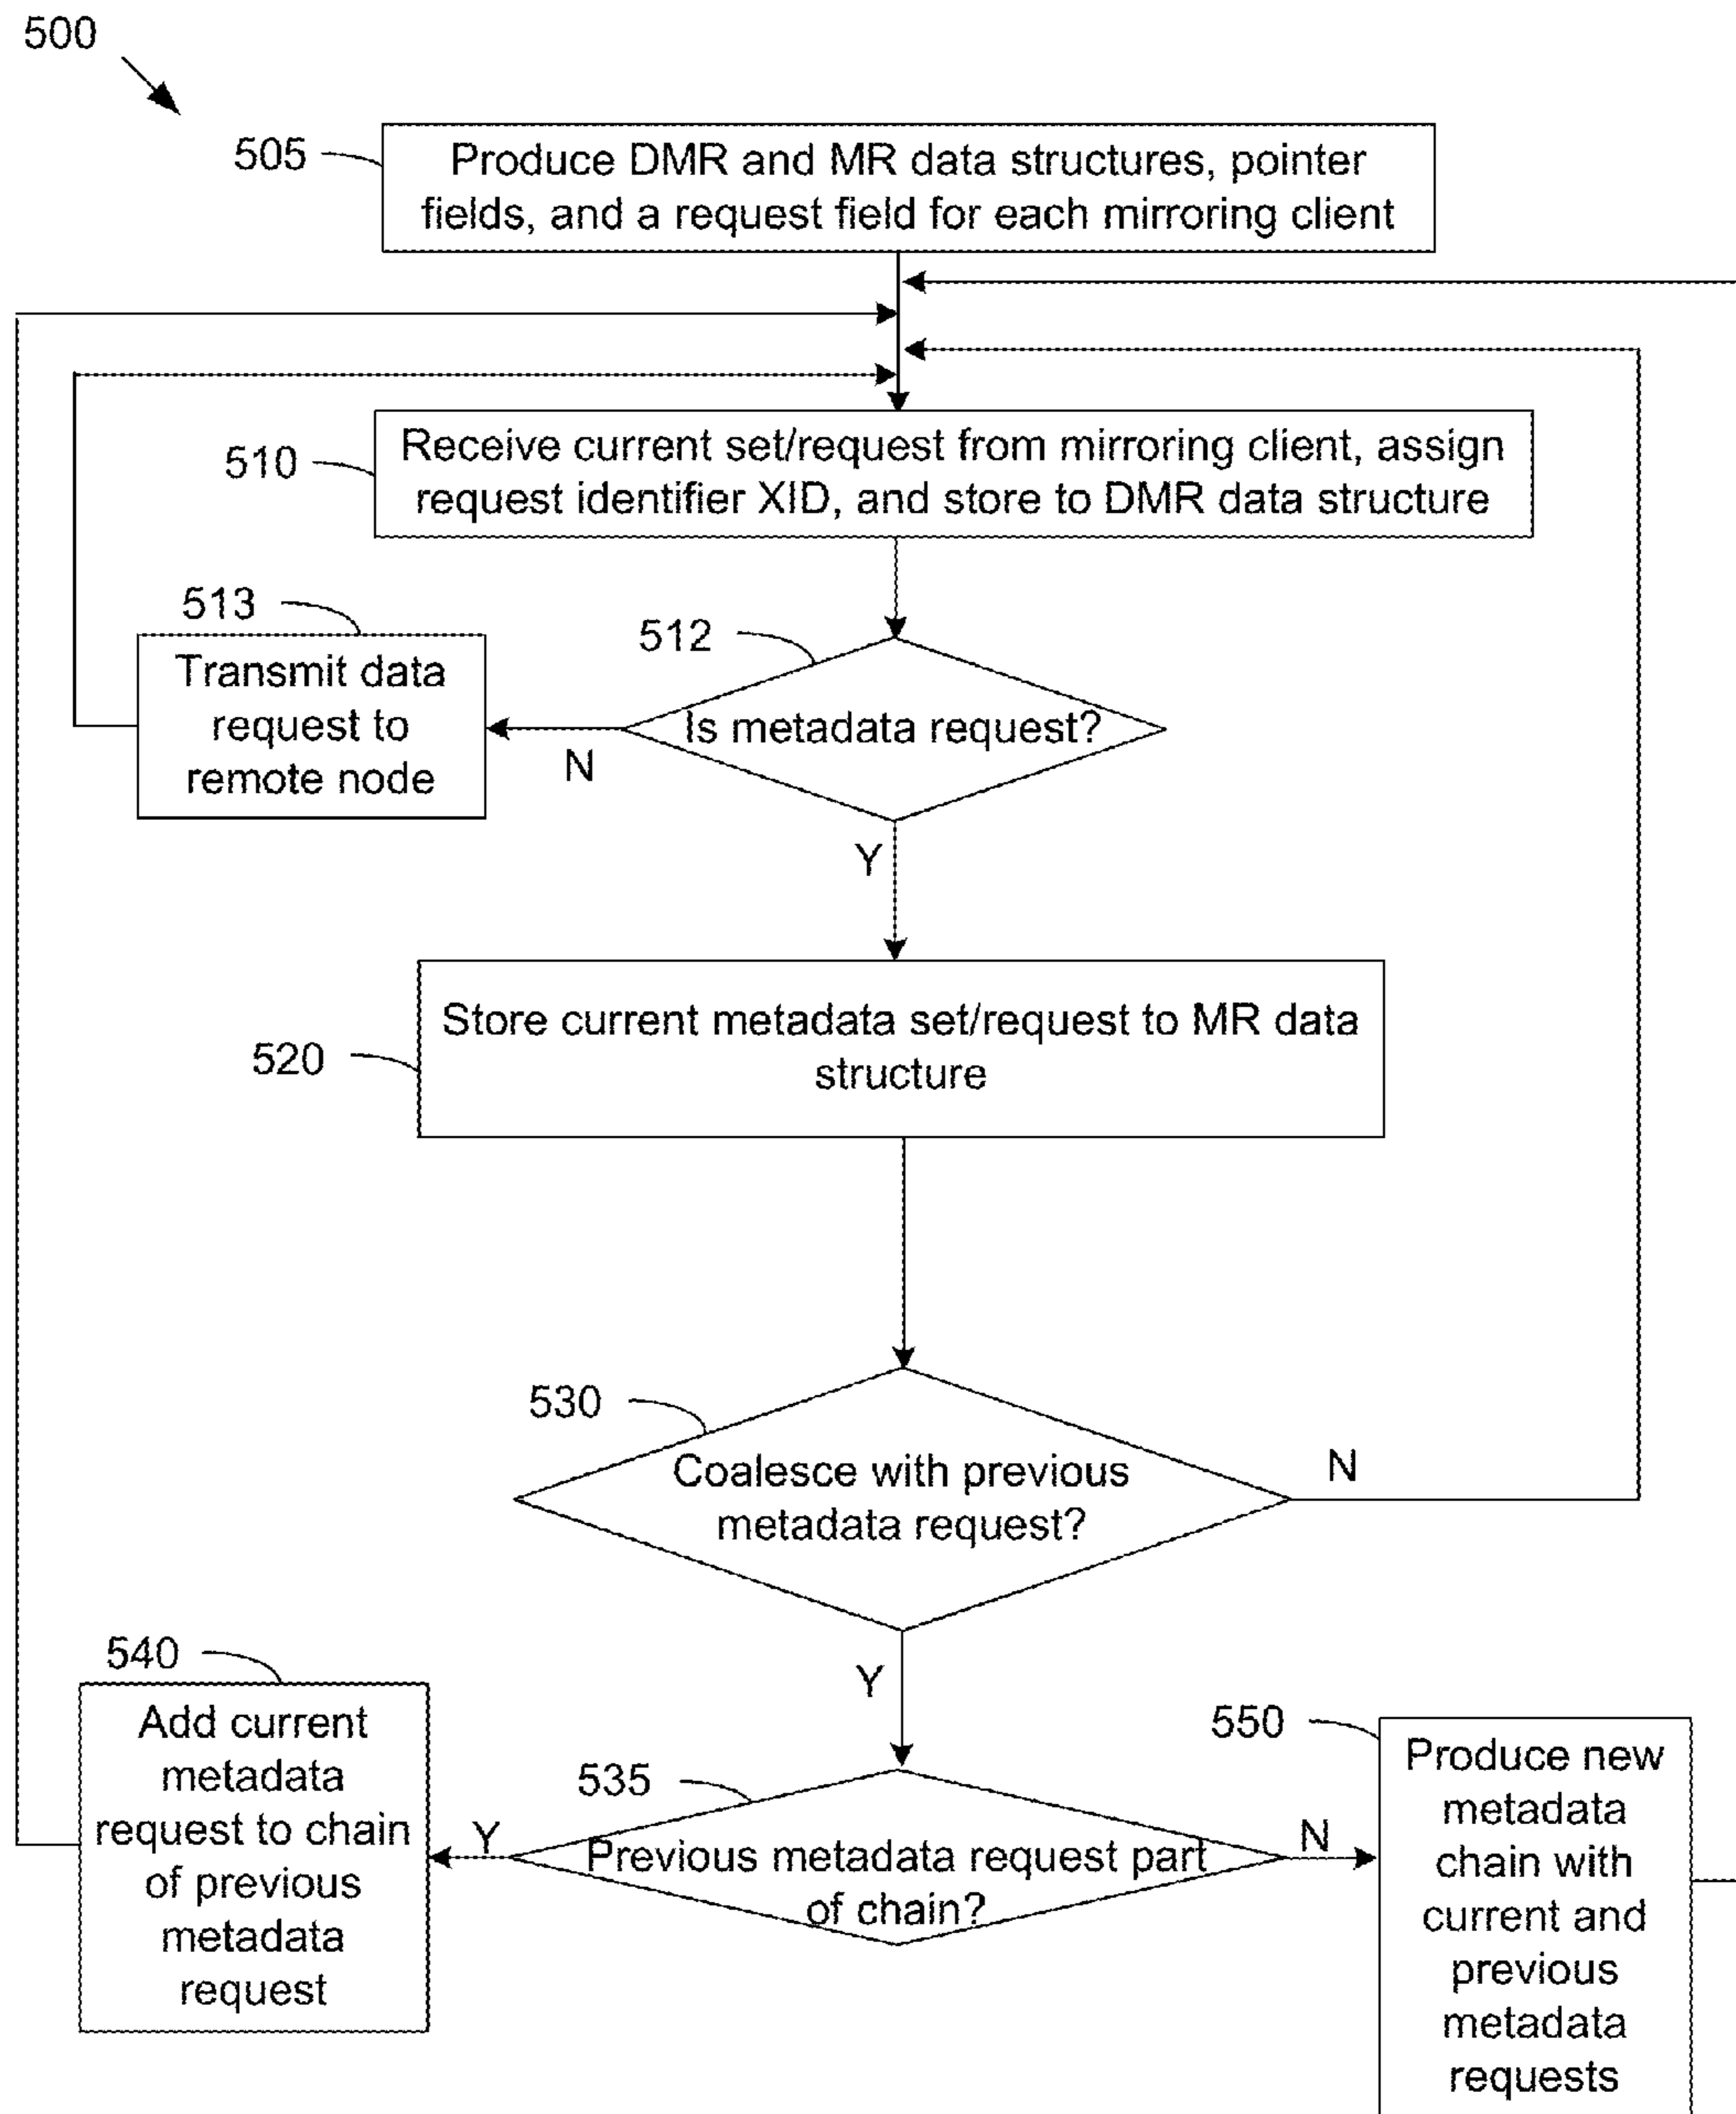 500
505
Produce DMR and MR data structures, pointer
fields, and a request field for each mirroring client
510
Receive current set/request from mirroring client, assign
request identifier XID, and store to DMR data structure
513
Transmit data
request to
remote node
512
Is metadata request?
N
Y
520
Store current metadata set/request to MR data
structure
530
Coalesce with previous
metadata request?
N
Y
540
Add current
metadata
request to chain
of previous
metadata
request
535
Previous metadata request part
of chain?
Y
N
550
Produce new
metadata
chain with
current and
previous
metadata
requests